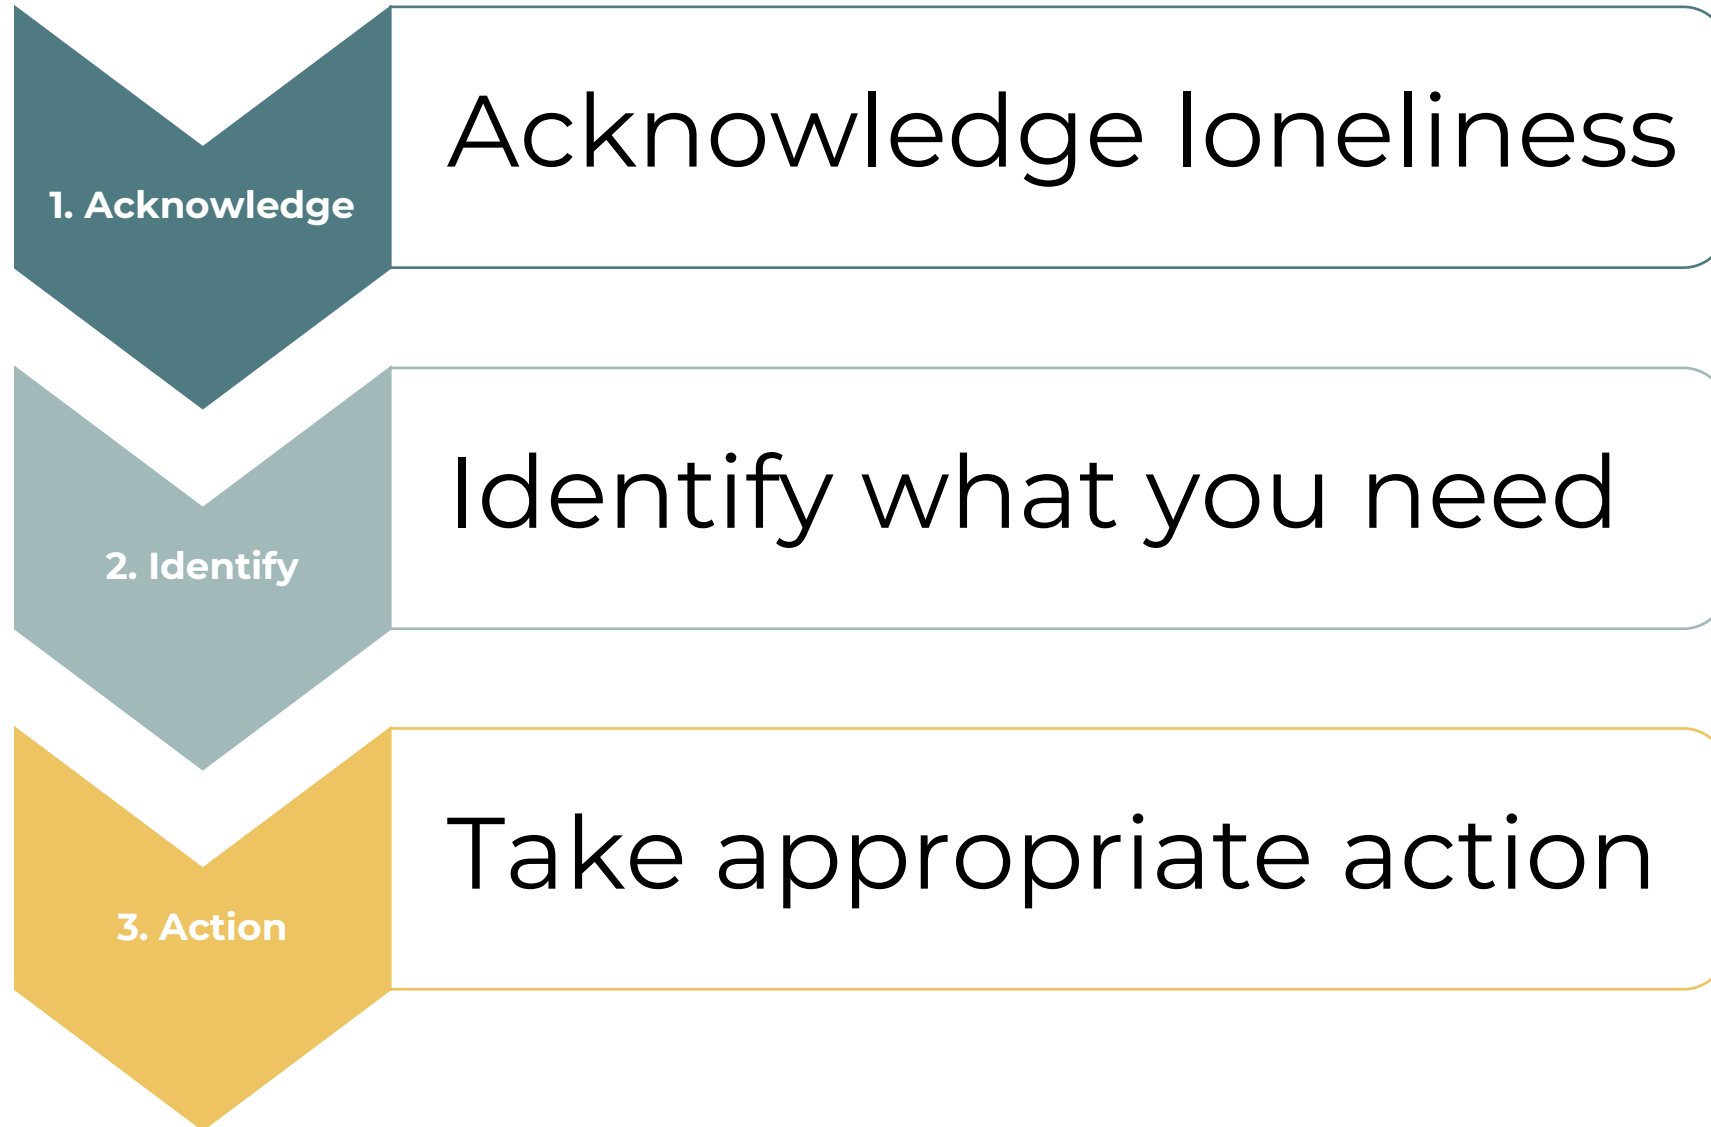 1. Acknowledge
Acknowledge loneliness
2. Identify
Identify what you need
3. Action
Take appropriate action